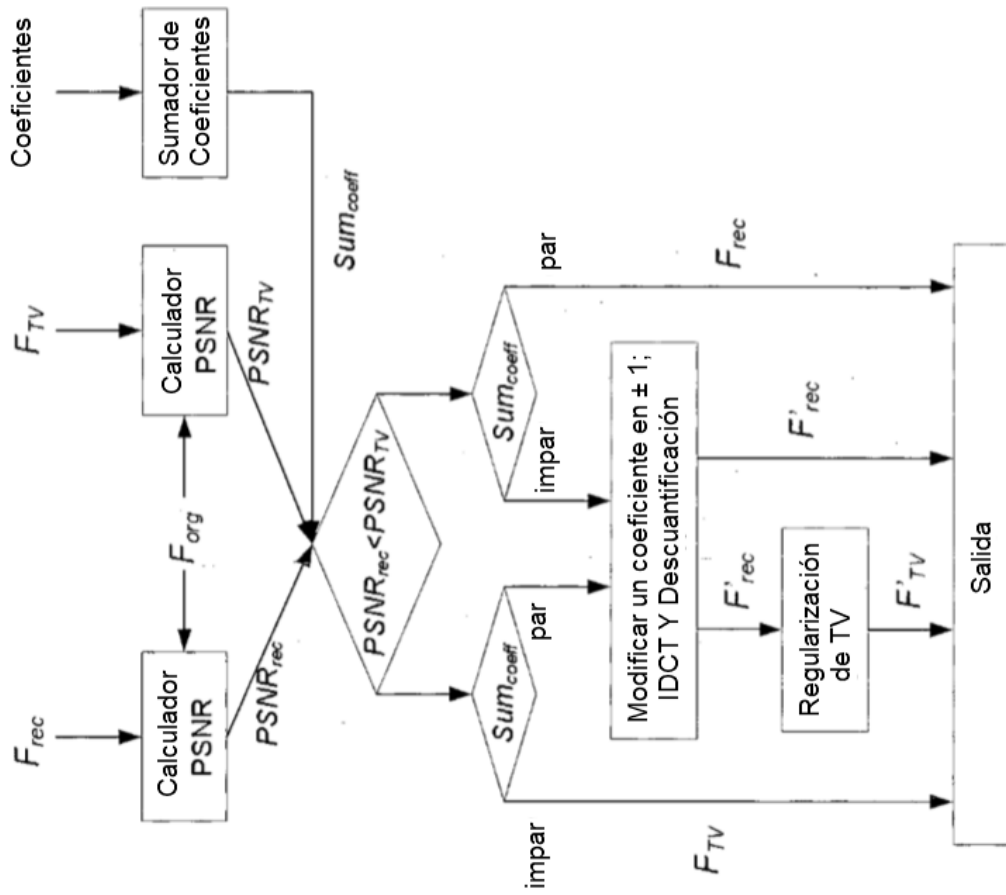 F_rec
F_TV
Coeficientes
Calculador
PSNR
F_org
Calculador
PSNR
Sumador de
Coeficientes
PSNR_rec
PSNR_TV
Sum_coeff
PSNR_rec<PSNR_TV
impar
Sum_coeff
par
impar
Sum_coeff
par
Modificar un coeficiente en ± 1;
IDCT Y Descuantificación
F_TV
F'_rec
F'_rec
F_rec
Regularización
de TV
F'_TV
Salida